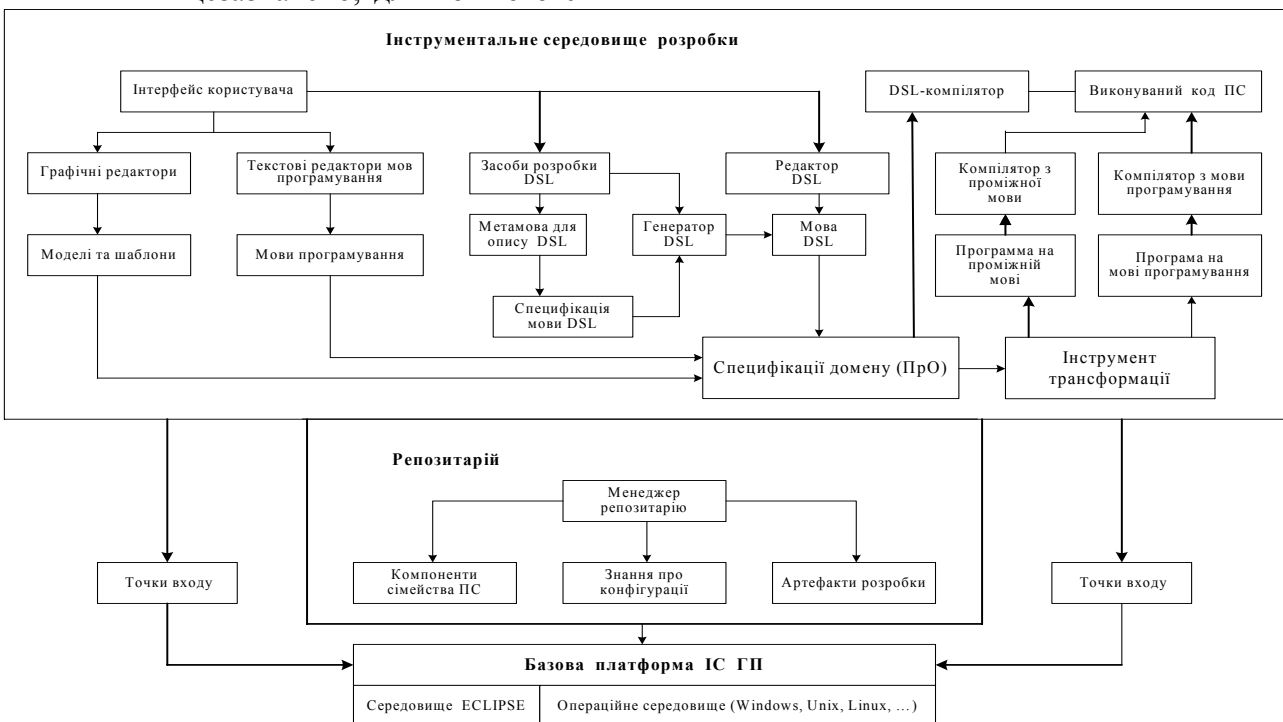 Інструментальне середовище розробки
Інтерфейс користувача
DSL-компілятор
Виконуваний код ПС
Графічні редактори
Текстові редактори мов
програмування
Засоби розробки
DSL
Редактор
DSL
Компілятор з
проміжної
мови
Компілятор з мови
програмування
Моделі та шаблони
Мови програмування
Метамова для
опису DSL
Генератор
DSL
Мова
DSL
Программа на
проміжній
мові
Програма на
мові програмування
Специфікація
мови DSL
Специфікації домену (ПрО)
Інструмент
трансформації
Репозитарій
Менеджер
репозитарію
Точки входу
Компоненти
сімейства ПС
Знання про
конфігурації
Артефакти розробки
Точки входу
Базова платформа ІС ГП
Середовище ECLIPSE
Операційне середовище (Windows, Unix, Linux, …)